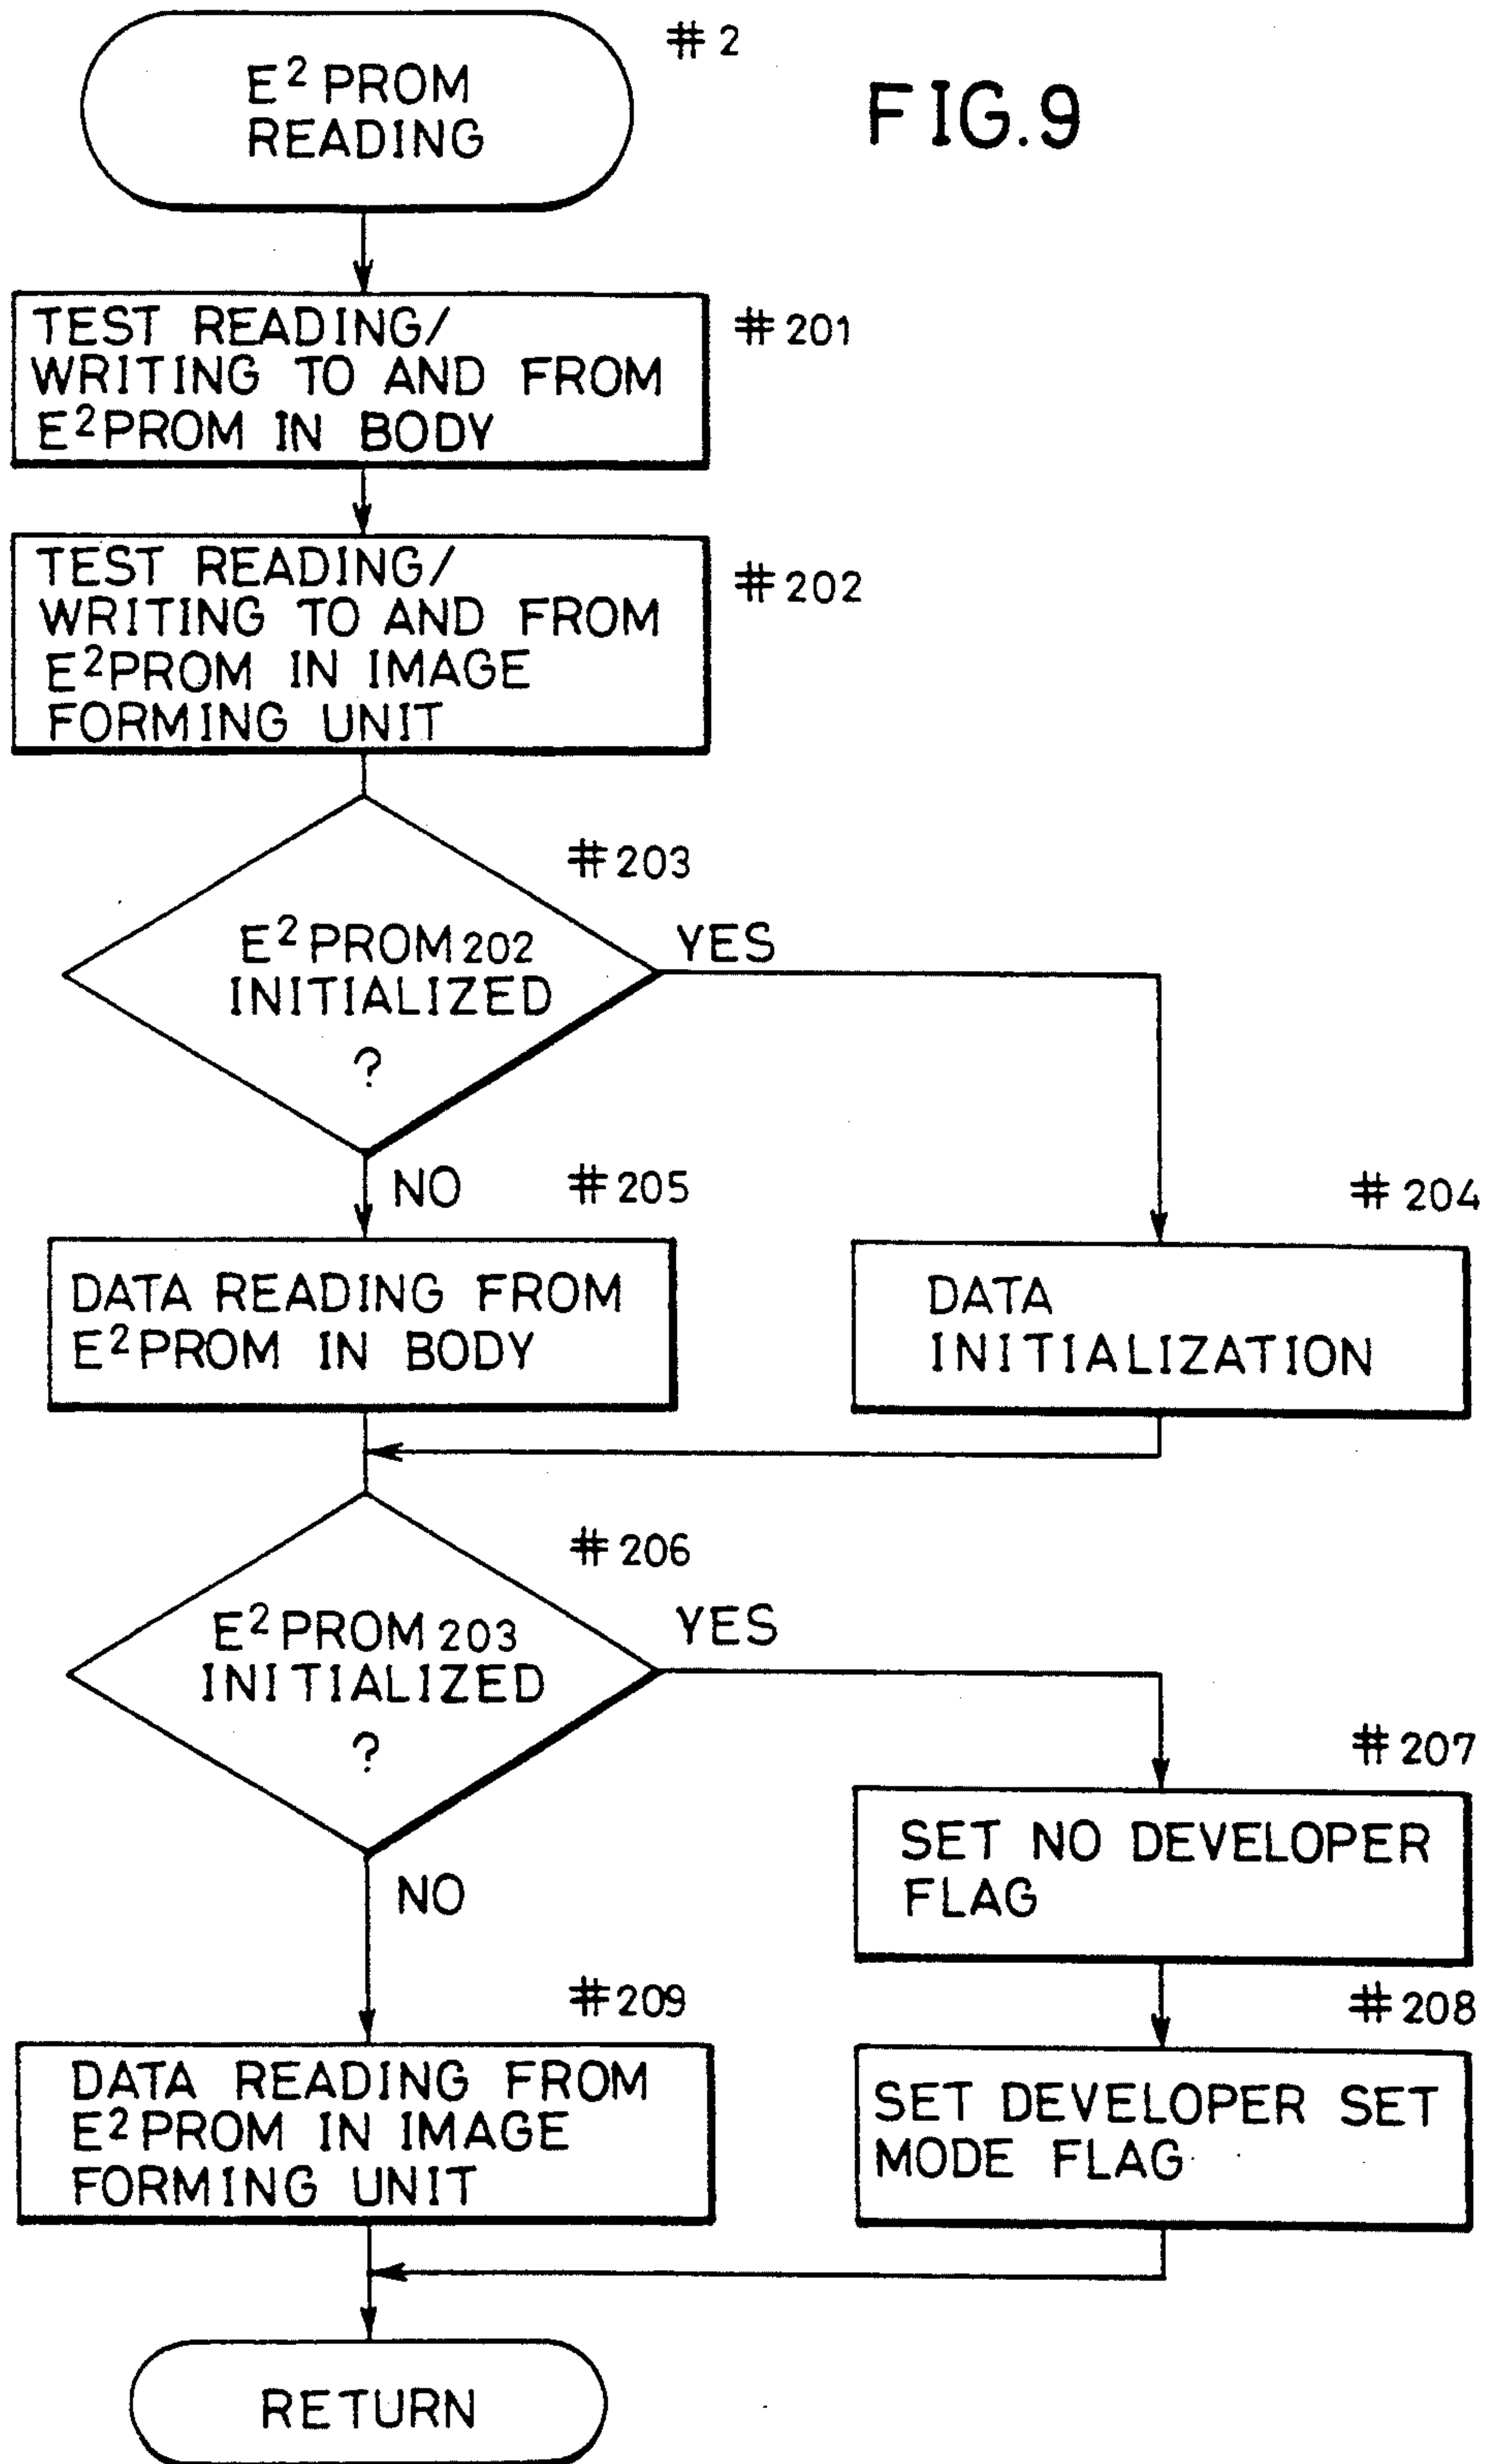 #2
E² PROM
READING
FIG.9
TEST READING/
WRITING TO AND FROM
E²PROM IN BODY
#201
TEST READING/
WRITING TO AND FROM
E²PROM IN IMAGE
FORMING UNIT
#202
#203
E² PROM 202
INITIALIZED
?
YES
NO
#205
#204
DATA READING FROM
E²PROM IN BODY
DATA
INITIALIZATION
#206
E² PROM 203
INITIALIZED
?
YES
NO
#207
SET NO DEVELOPER
FLAG
#209
#208
DATA READING FROM
E²PROM IN IMAGE
FORMING UNIT
SET DEVELOPER SET
MODE FLAG
RETURN